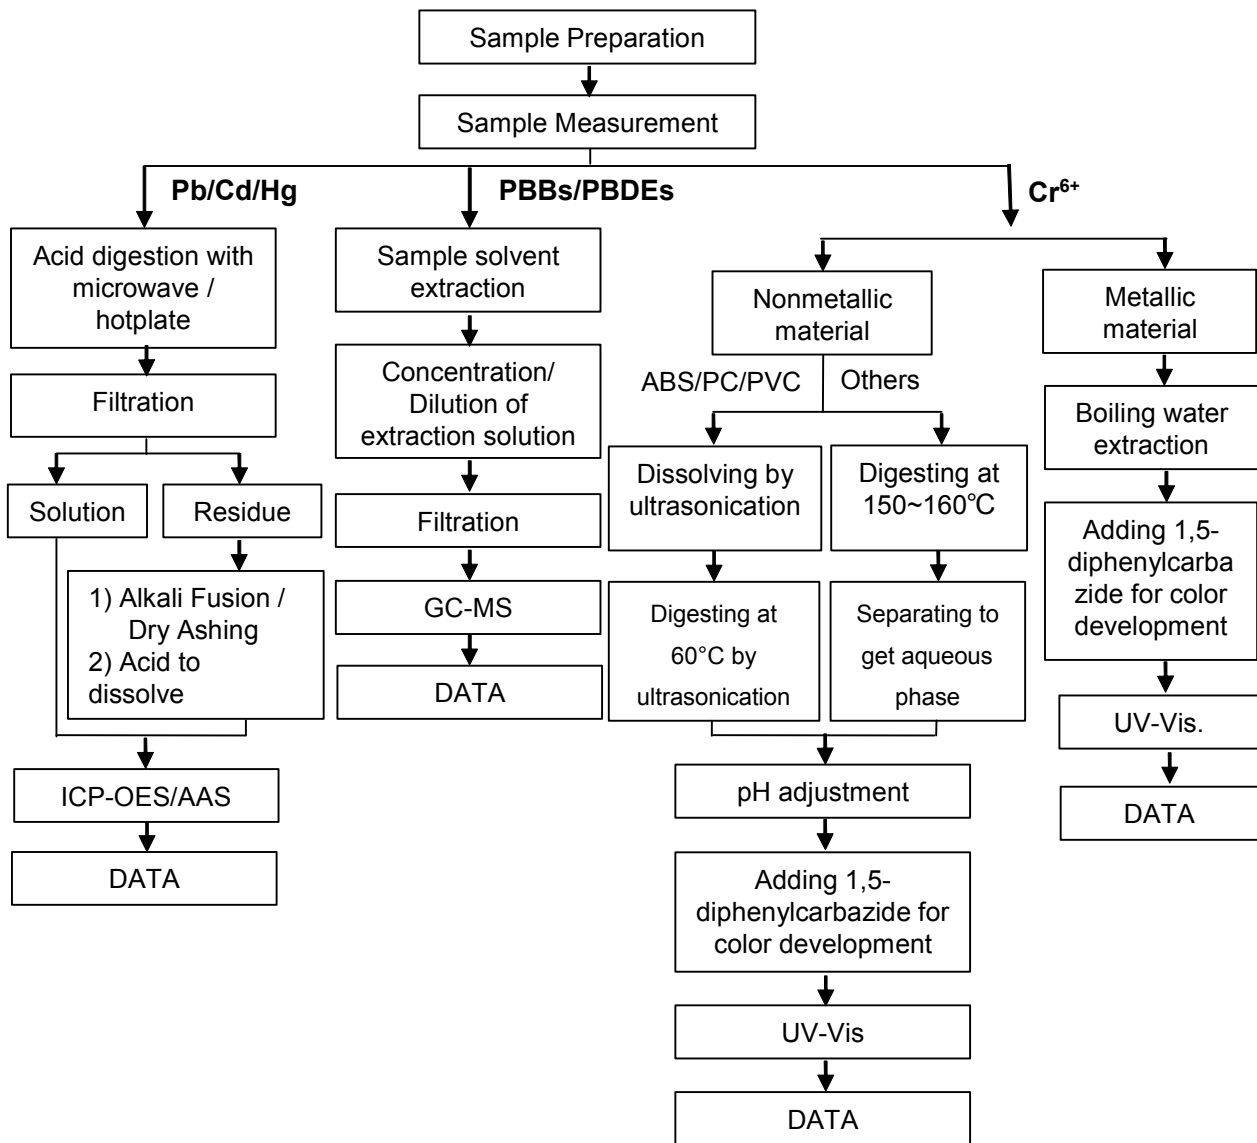 Sample Preparation
Sample Measurement
Pb/Cd/Hg
PBBs/PBDEs
Cr⁶⁺
Acid digestion with
microwave /
hotplate
Filtration
Solution
Residue
1) Alkali Fusion /
Dry Ashing
2) Acid to
dissolve
ICP-OES/AAS
DATA
Sample solvent
extraction
Concentration/
Dilution of
extraction solution
Filtration
GC-MS
DATA
Nonmetallic
material
ABS/PC/PVC
Others
Dissolving by
ultrasonication
Digesting at
60°C by
ultrasonication
Digesting at
150~160℃
Separating to
get aqueous
phase
pH adjustment
Adding 1,5-
diphenylcarbazide for
color development
UV-Vis
DATA
Metallic
material
Boiling water
extraction
Adding 1,5-
diphenylcarba
zide for color
development
UV-Vis.
DATA